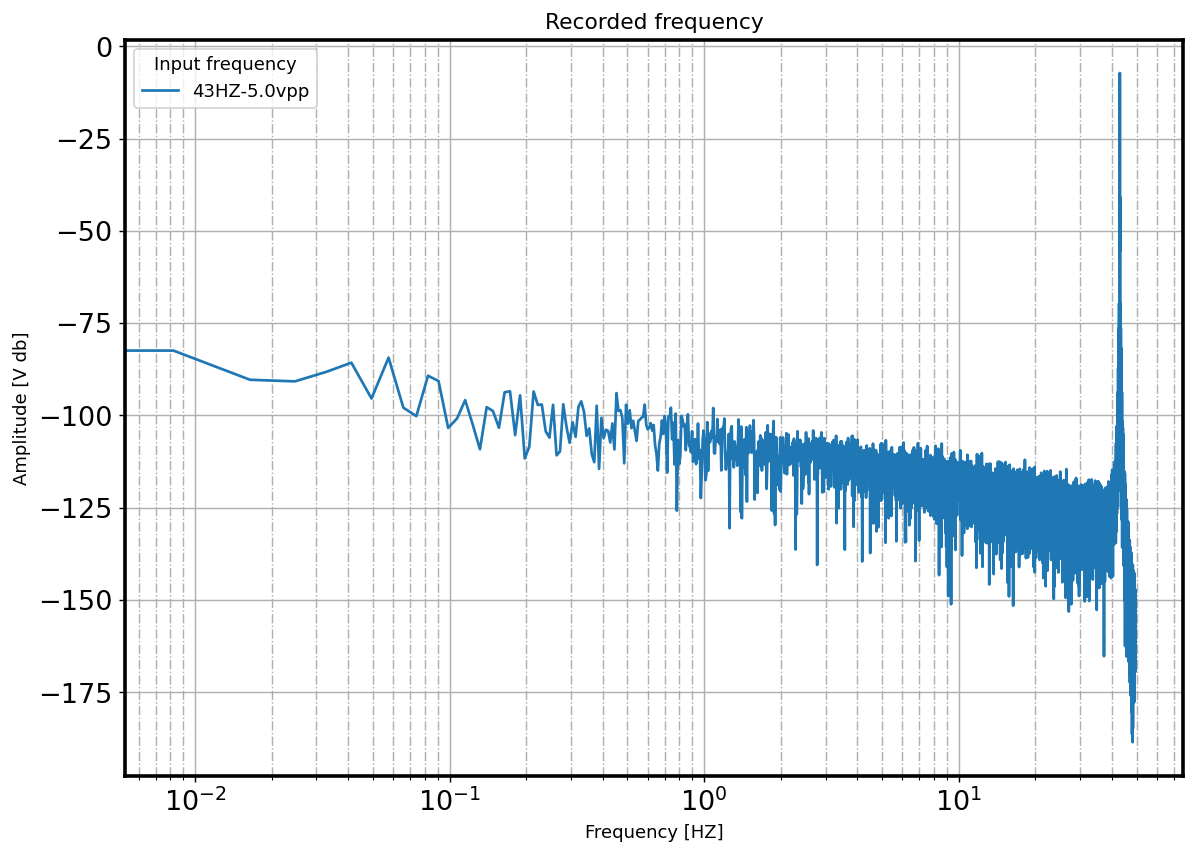 Recorded frequency
Input frequency
43HZ-5.0vpp
Amplitude [V db]
0
−25
−50
−75
−100
−125
−150
−175
10⁻² 10⁻¹ 10⁰ 10¹
Frequency [HZ]